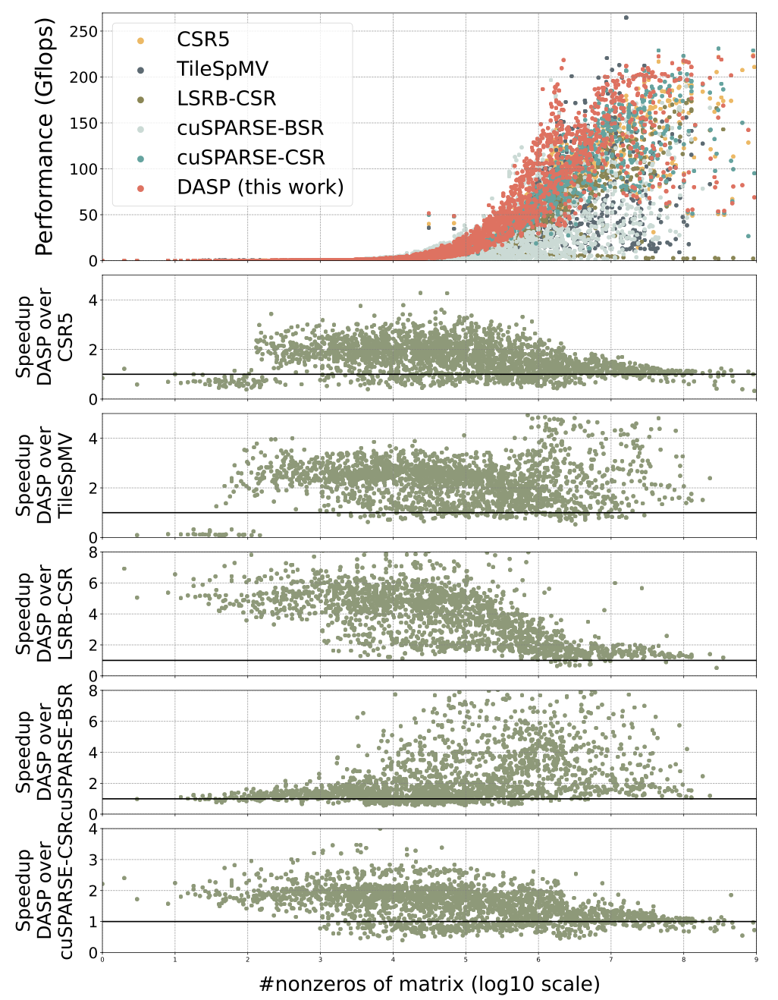 Performance (Gflops)
250
200
150
100
50
0
CSR5
TileSpMV
LSRB-CSR
cuSPARSE-BSR
cuSPARSE-CSR
DASP (this work)
Speedup
DASP over
CSR5
4
2
0
Speedup
DASP over
TileSpMV
4
2
0
Speedup
DASP over
LSRB-CSR
8
6
4
2
0
Speedup
DASP over
cuSPARSE-BSR
8
6
4
2
0
Speedup
DASP over
cuSPARSE-CSR
4
3
2
1
0
0 1 2 3 4 5 6 7 8 9
#nonzeros of matrix (log10 scale)